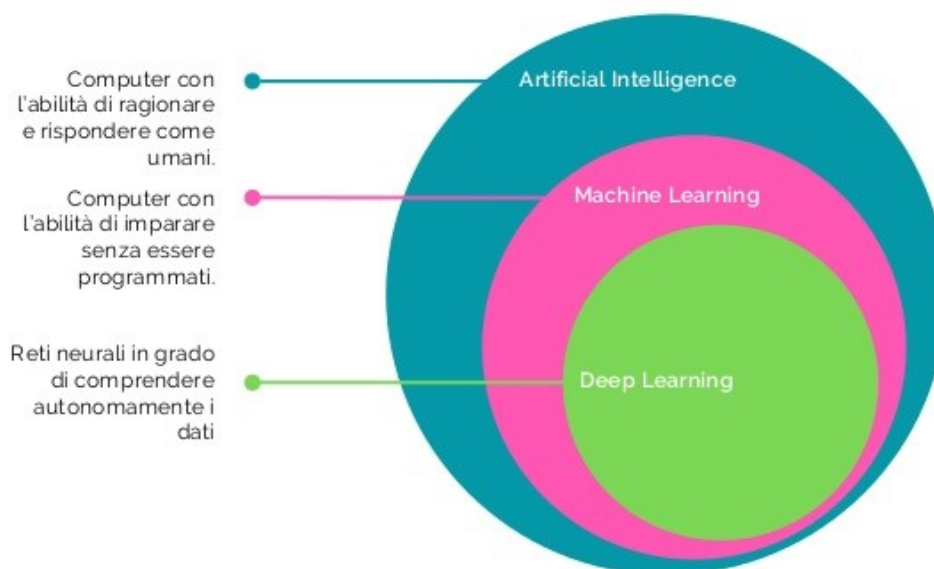 Computer con
l'abilità di ragionare
e rispondere come
umani.
Artificial Intelligence
Computer con
l'abilità di imparare
senza essere
programmati.
Machine Learning
Reti neurali in grado
di comprendere
autonomamente i
dati
Deep Learning